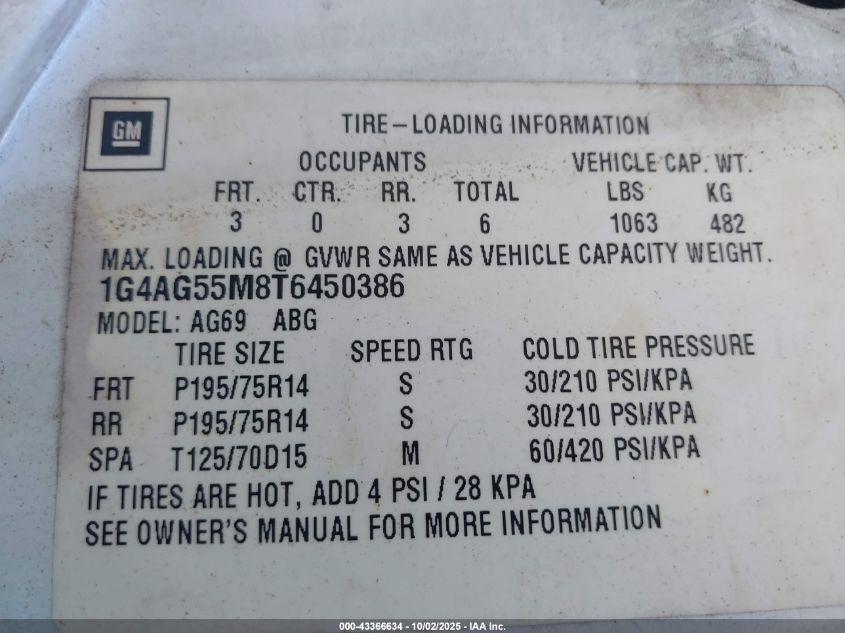 GM
TIRE–LOADING INFORMATION
OCCUPANTS VEHICLE CAP. WT.
FRT. CTR. RR. TOTAL LBS KG
3 0 3 6 1063 482
MAX. LOADING @ GVWR SAME AS VEHICLE CAPACITY WEIGHT.
1G4AG55M8T6450386
MODEL: AG69 ABG
TIRE SIZE SPEED RTG COLD TIRE PRESSURE
FRT P195/75R14 S 30/210 PSI/KPA
RR P195/75R14 S 30/210 PSI/KPA
SPA T125/70D15 M 60/420 PSI/KPA
IF TIRES ARE HOT, ADD 4 PSI / 28 KPA
SEE OWNER'S MANUAL FOR MORE INFORMATION
000-43366634 - 10/02/2025 - IAA Inc.